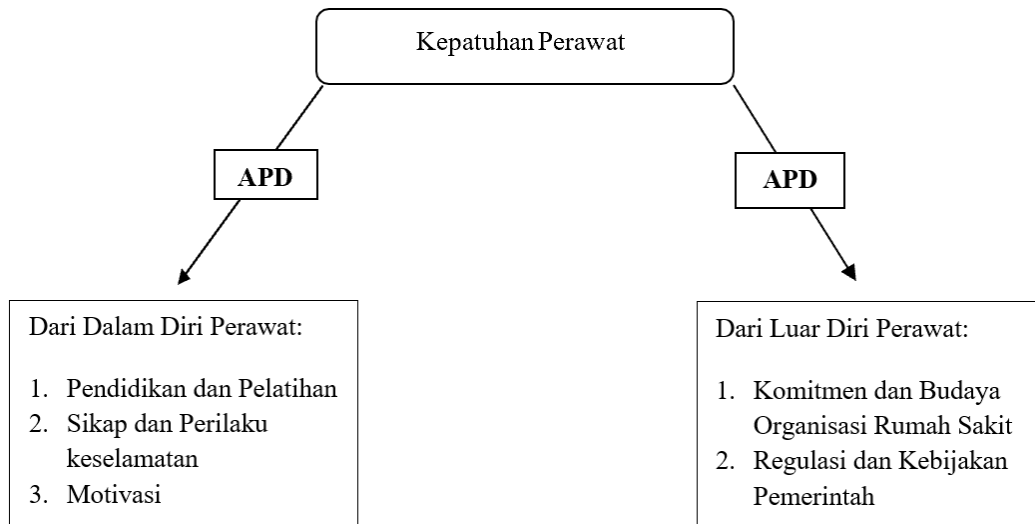 Kepatuhan Perawat
APD
APD
Dari Dalam Diri Perawat:
1. Pendidikan dan Pelatihan
2. Sikap dan Perilaku
keselamatan
3. Motivasi
Dari Luar Diri Perawat:
1. Komitmen dan Budaya
Organisasi Rumah Sakit
2. Regulasi dan Kebijakan
Pemerintah